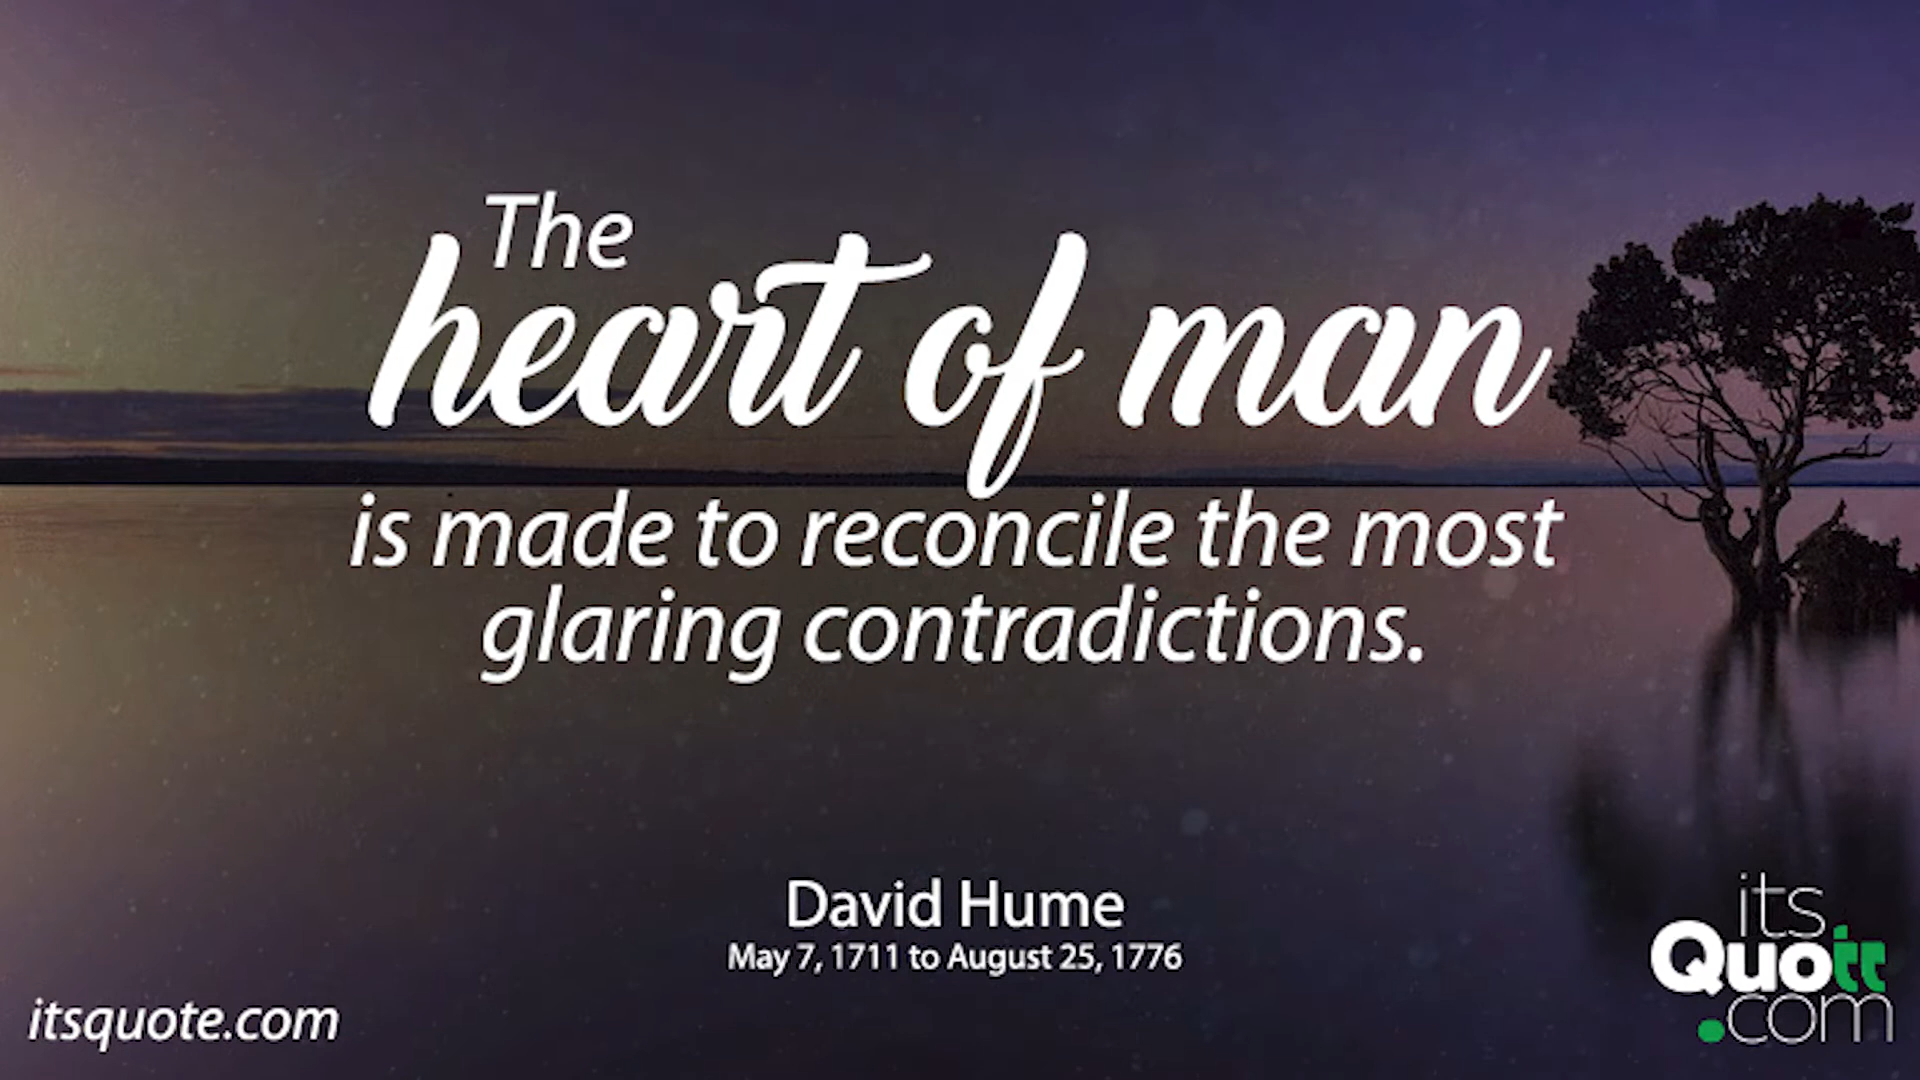 The
heart of man
is made to reconcile the most
glaring contradictions.
David Hume
May 7, 1711 to August 25, 1776
itsquote.com
its
Quott
.com